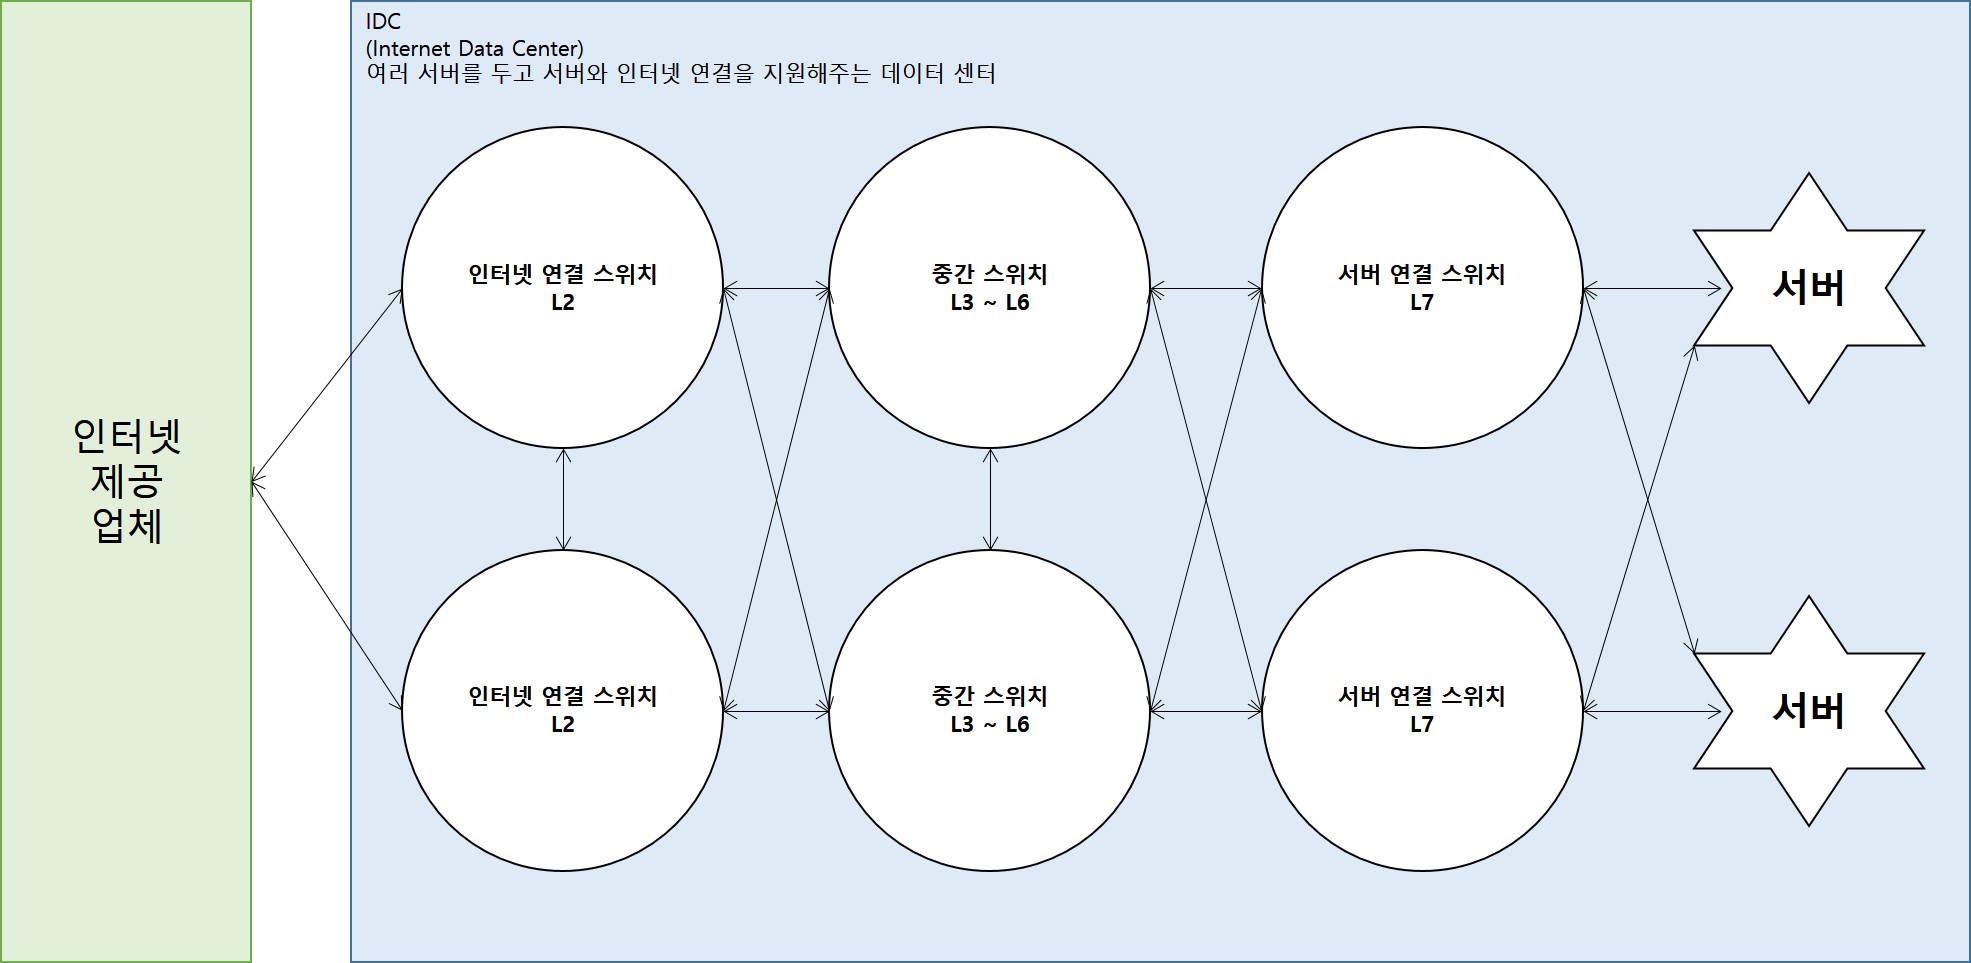 IDC
(Internet Data Center)
여러 서버를 두고 서버와 인터넷 연결을 지원해주는 데이터 센터
인터넷
제공
업체
인터넷 연결 스위치
L2
중간 스위치
L3 ~ L6
서버 연결 스위치
L7
서버
인터넷 연결 스위치
L2
중간 스위치
L3 ~ L6
서버 연결 스위치
L7
서버